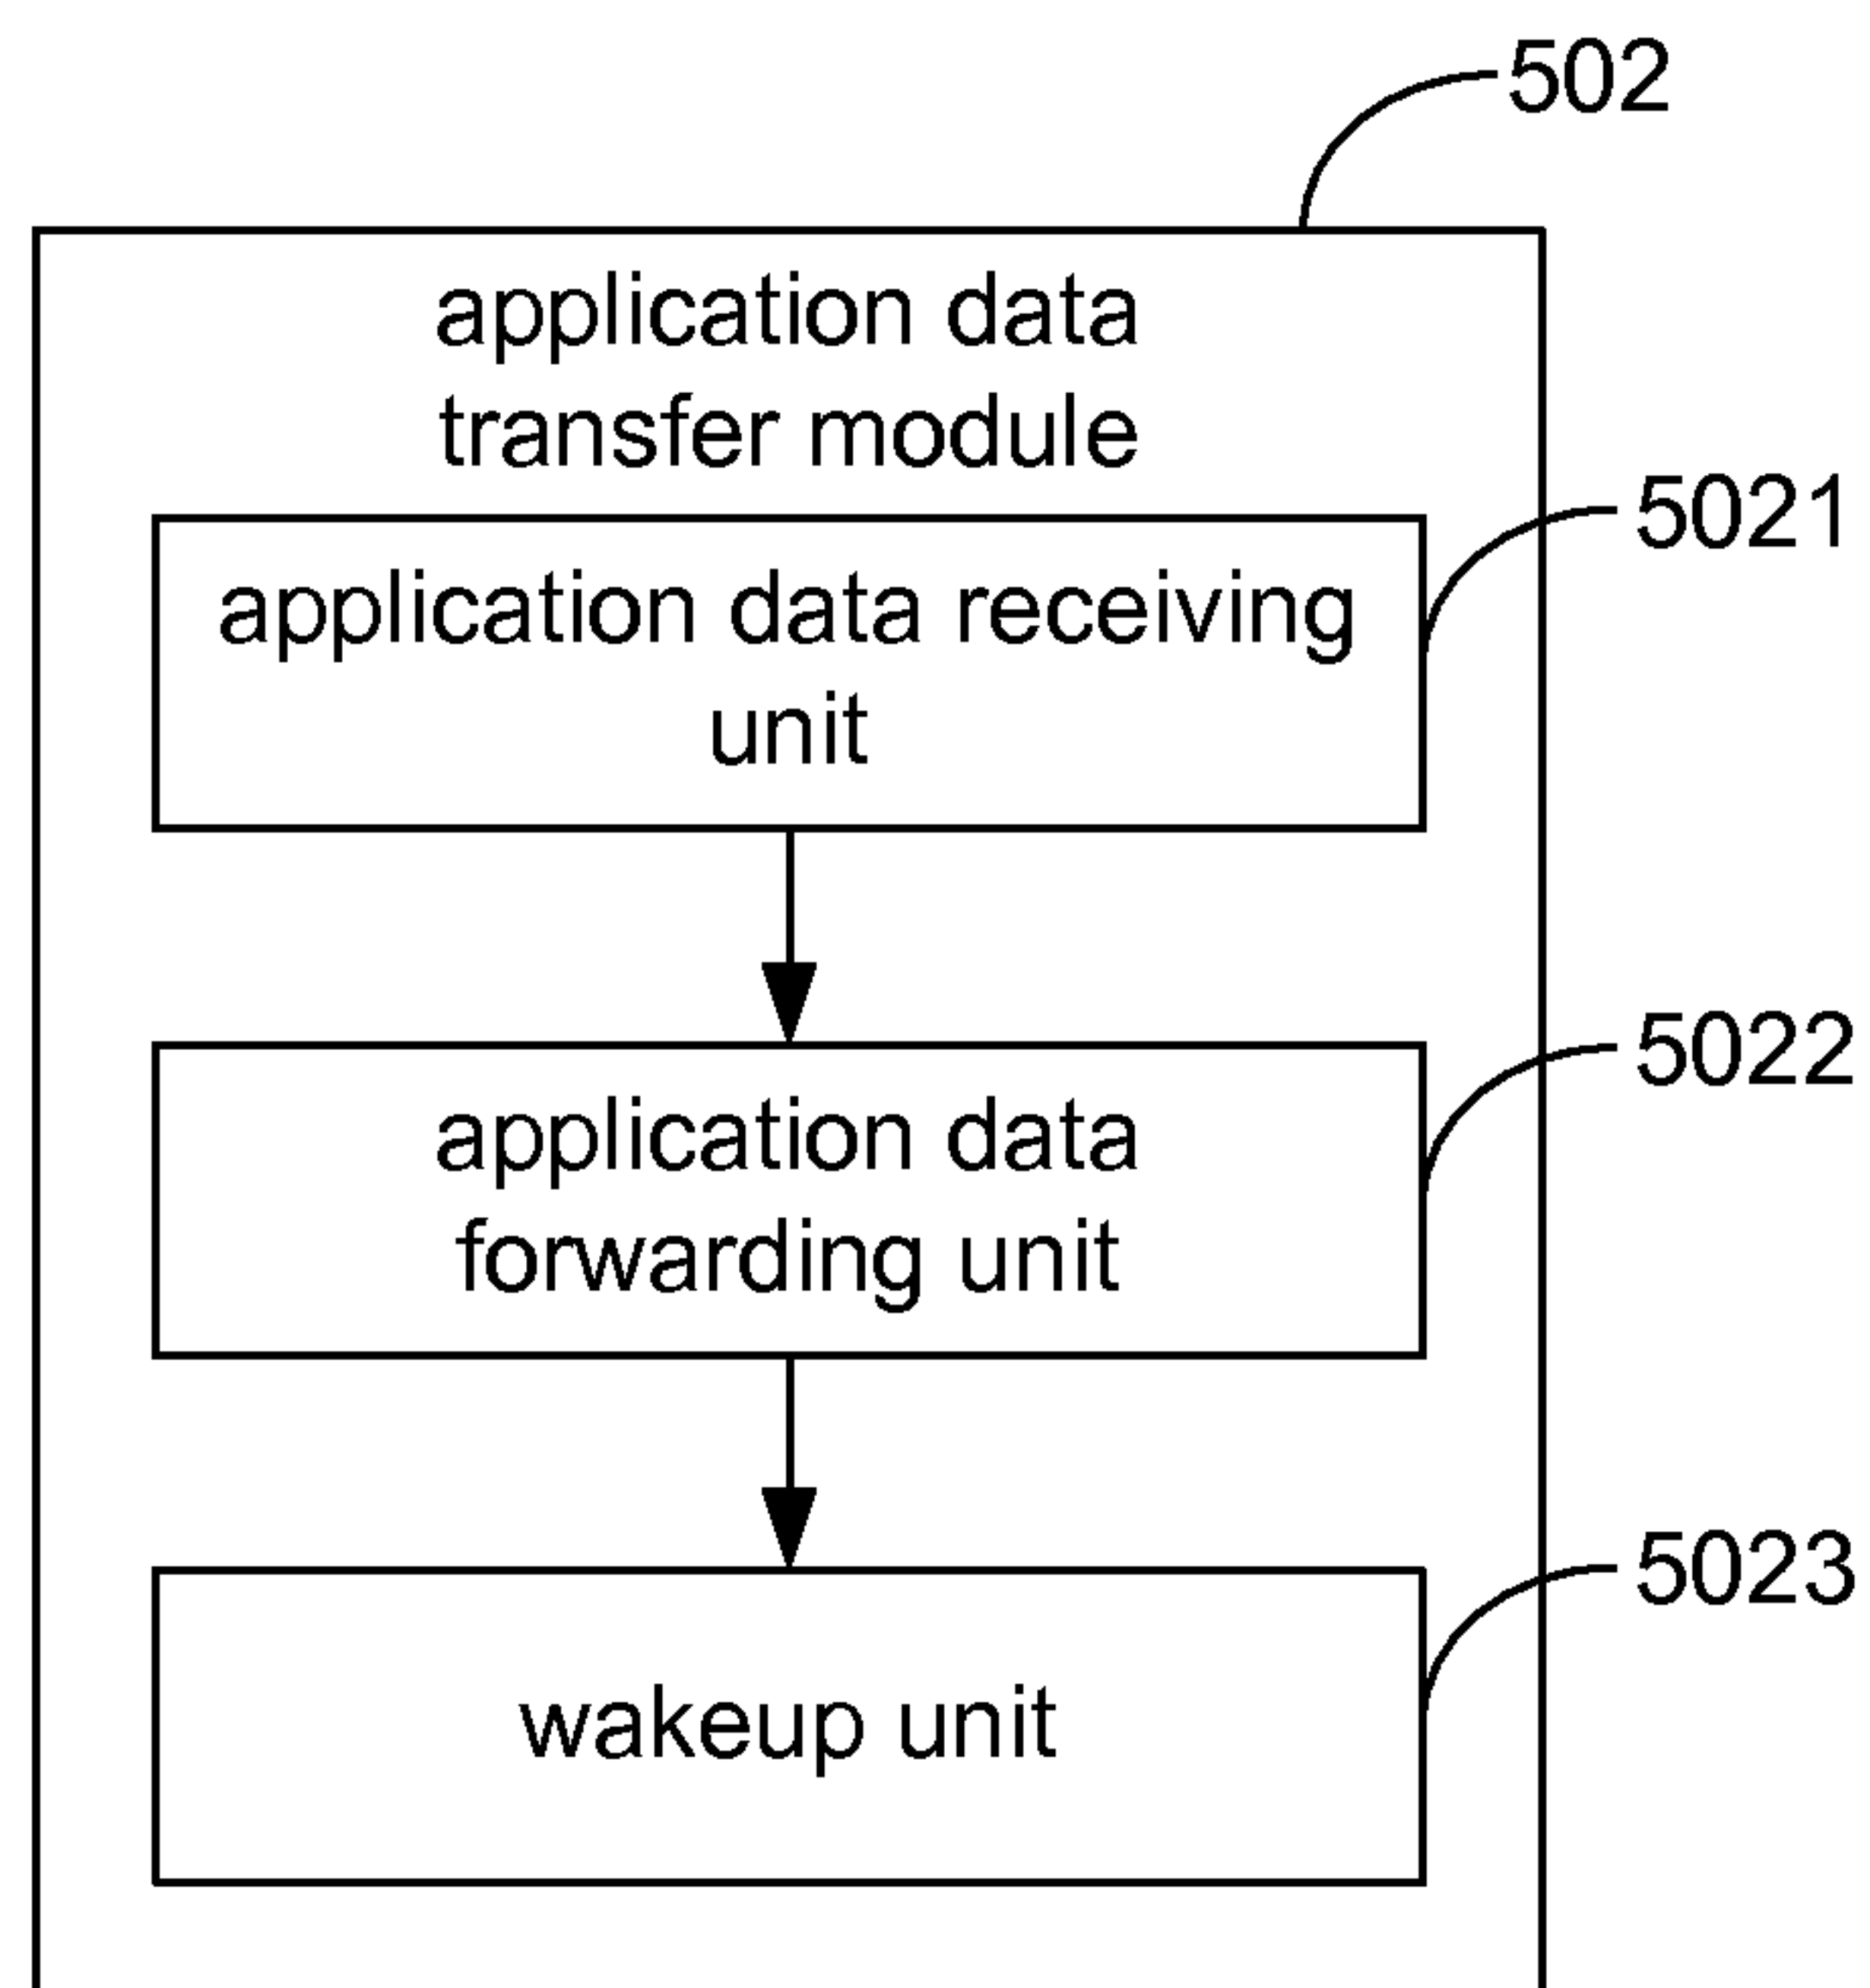 502
application data
transfer module
5021
application data receiving
unit
5022
application data
forwarding unit
5023
wakeup unit